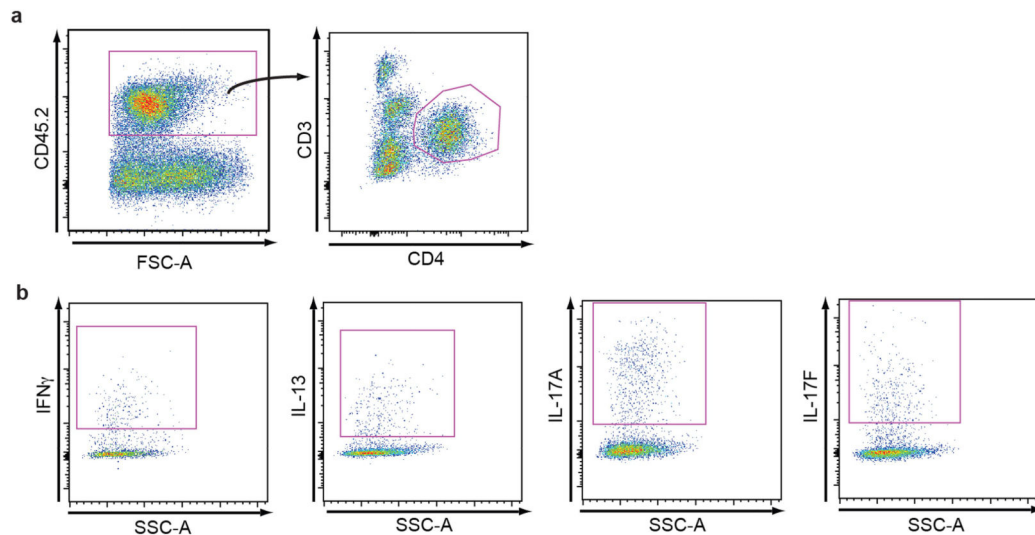 a
CD45.2
FSC-A
CD3
CD4
b
IFNγ
SSC-A
IL-13
SSC-A
IL-17A
SSC-A
IL-17F
SSC-A